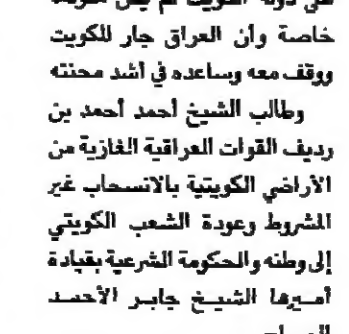 خاصة وأن العراق جار للكويت
ووقف معه وساعده في أشد محنته
وطالب الشيخ أحمد أحمد بن
رديف القوات العراقية الغازية من
الأراضي الكويتية بالانسحاب غير
المشروط وعودة الشعب الكويتي
إلى وطنه والحكومة الشرعية بقيادة
أميرها الشيخ جابر الأحمد